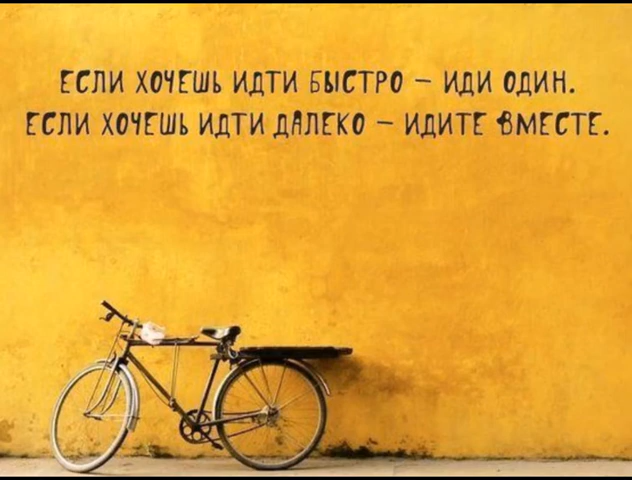 ЕСЛИ ХОЧЕШЬ ИДТИ БЫСТРО – ИДИ ОДИН.
ЕСЛИ ХОЧЕШЬ ИДТИ ДАЛЕКО – ИДИТЕ ВМЕСТЕ.